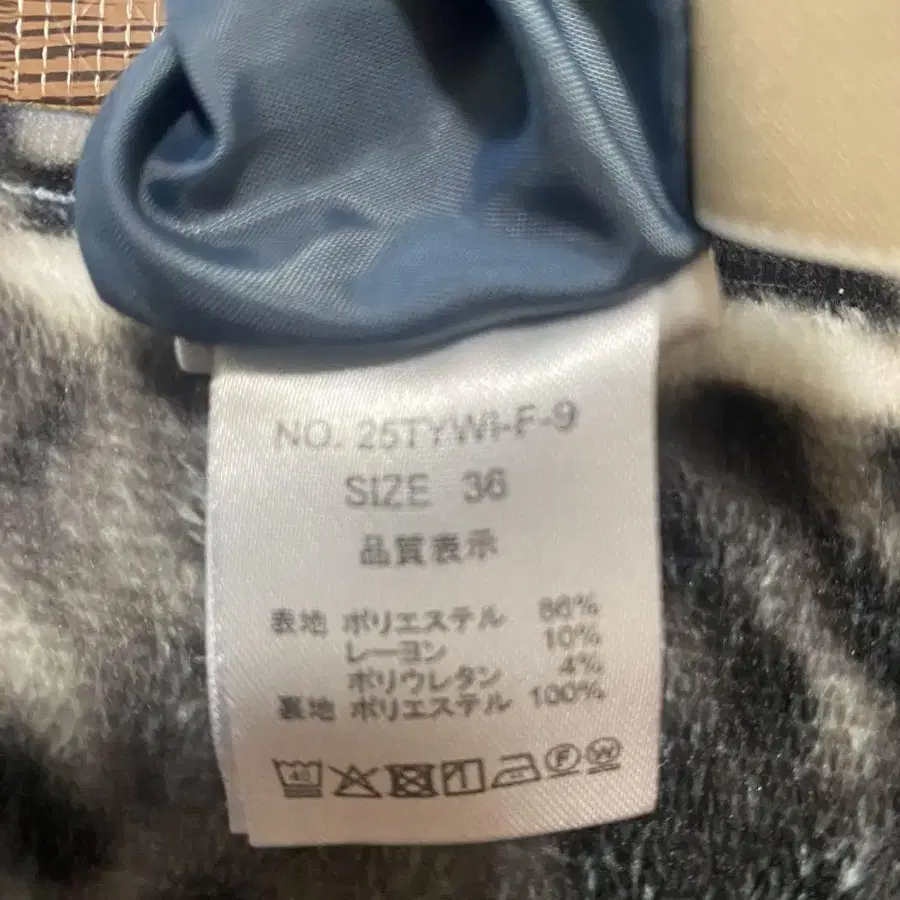 NO. 25TYWI-F-9
SIZE 36
品質表示
表地 ポリエステル 86%
レーヨン 10%
ポリウレタン 4%
裏地 ポリエステル 100%
40 F W